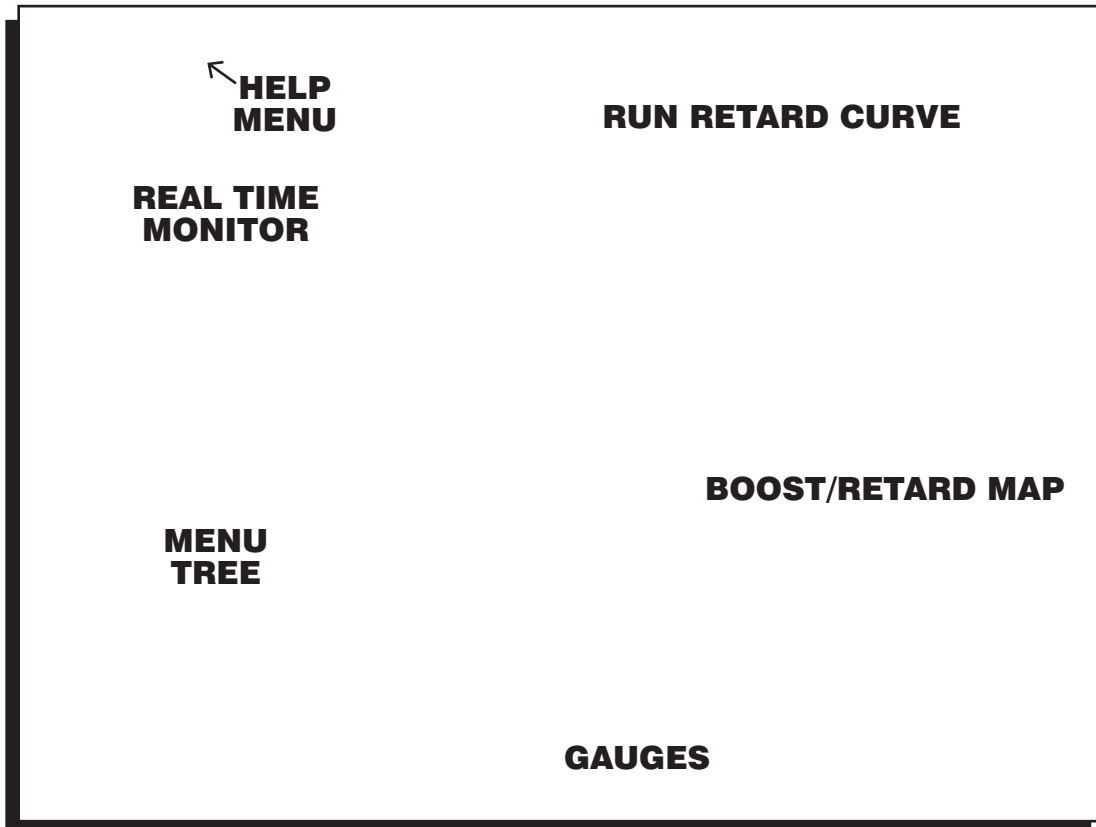 HELP
MENU
RUN RETARD CURVE
REAL TIME
MONITOR
BOOST/RETARD MAP
MENU
TREE
GAUGES